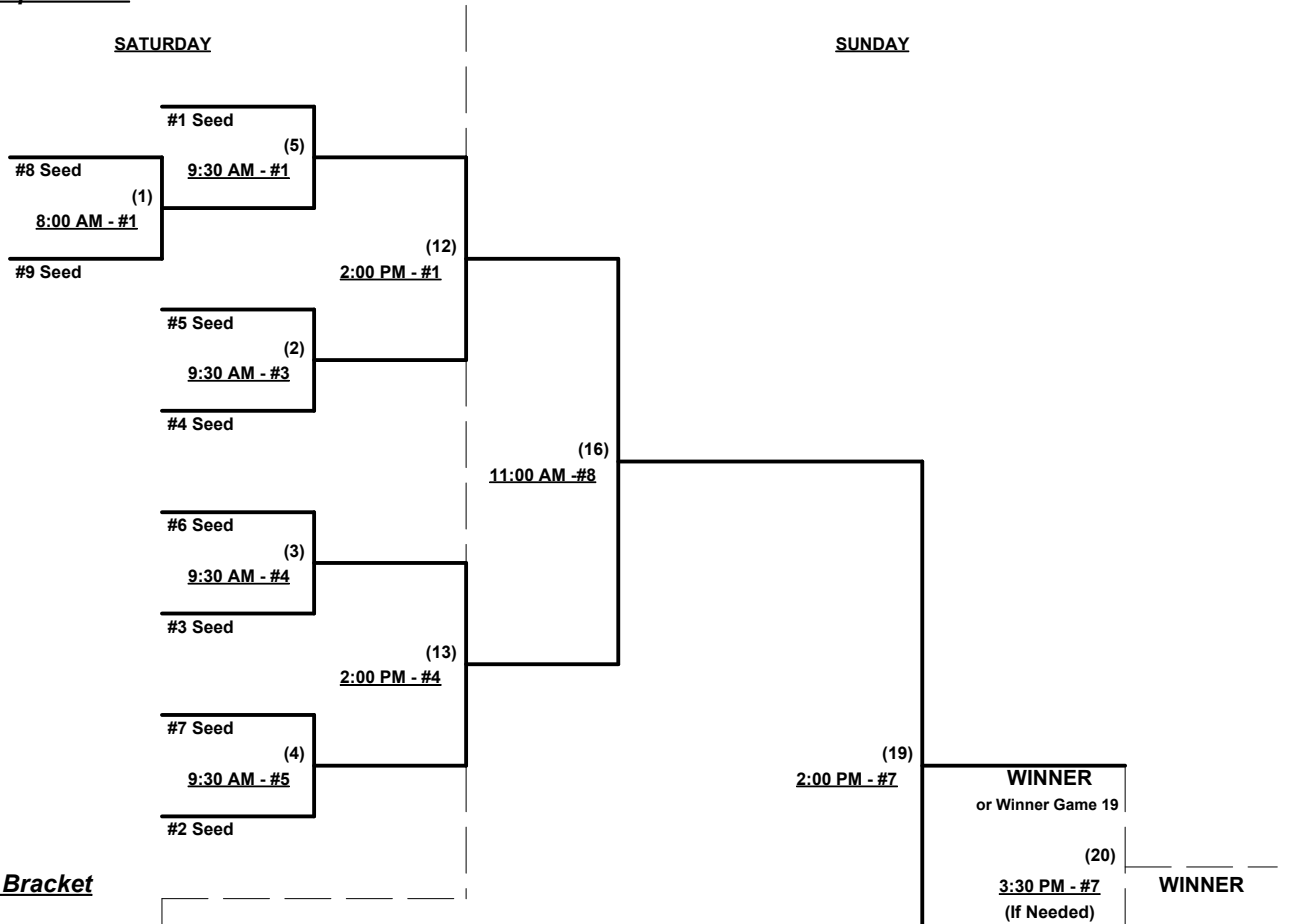 SATURDAY
SUNDAY
#1 Seed
(5)
#8 Seed
9:30 AM - #1
(1)
8:00 AM - #1
(12)
#9 Seed
2:00 PM - #1
#5 Seed
(2)
9:30 AM - #3
#4 Seed
(16)
11:00 AM -#8
#6 Seed
(3)
9:30 AM - #4
#3 Seed
(13)
2:00 PM - #4
#7 Seed
(4)
(19)
9:30 AM - #5
2:00 PM - #7
WINNER
or Winner Game 19
#2 Seed
(20)
Bracket
3:30 PM - #7
WINNER
(If Needed)